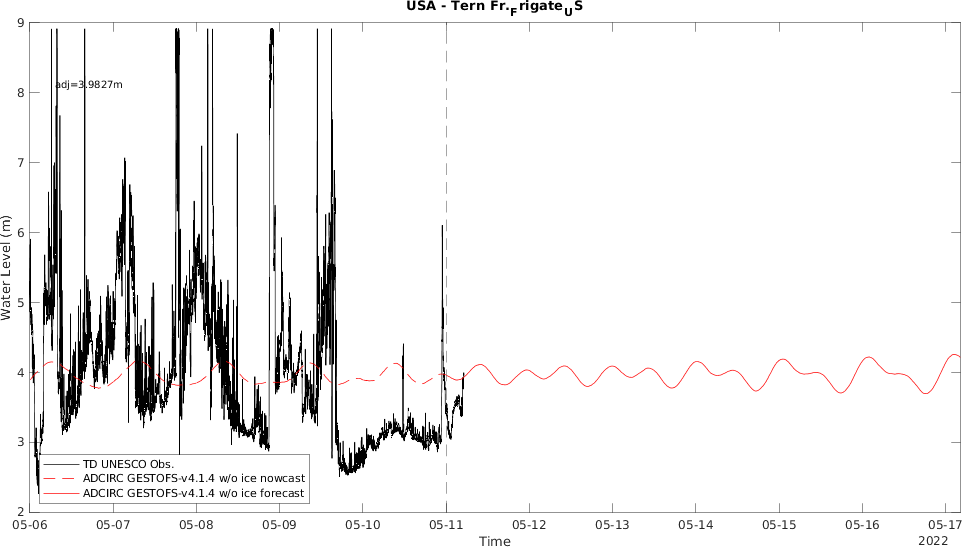 USA - Tern Fr.FrigateUS
9
8
7
6
5
4
3
2
Water Level (m)
adj=3.9827m
TD UNESCO Obs.
ADCIRC GESTOFS-v4.1.4 w/o ice nowcast
ADCIRC GESTOFS-v4.1.4 w/o ice forecast
05-06 05-07 05-08 05-09 05-10 05-11 05-12 05-13 05-14 05-15 05-16 05-17
Time
2022